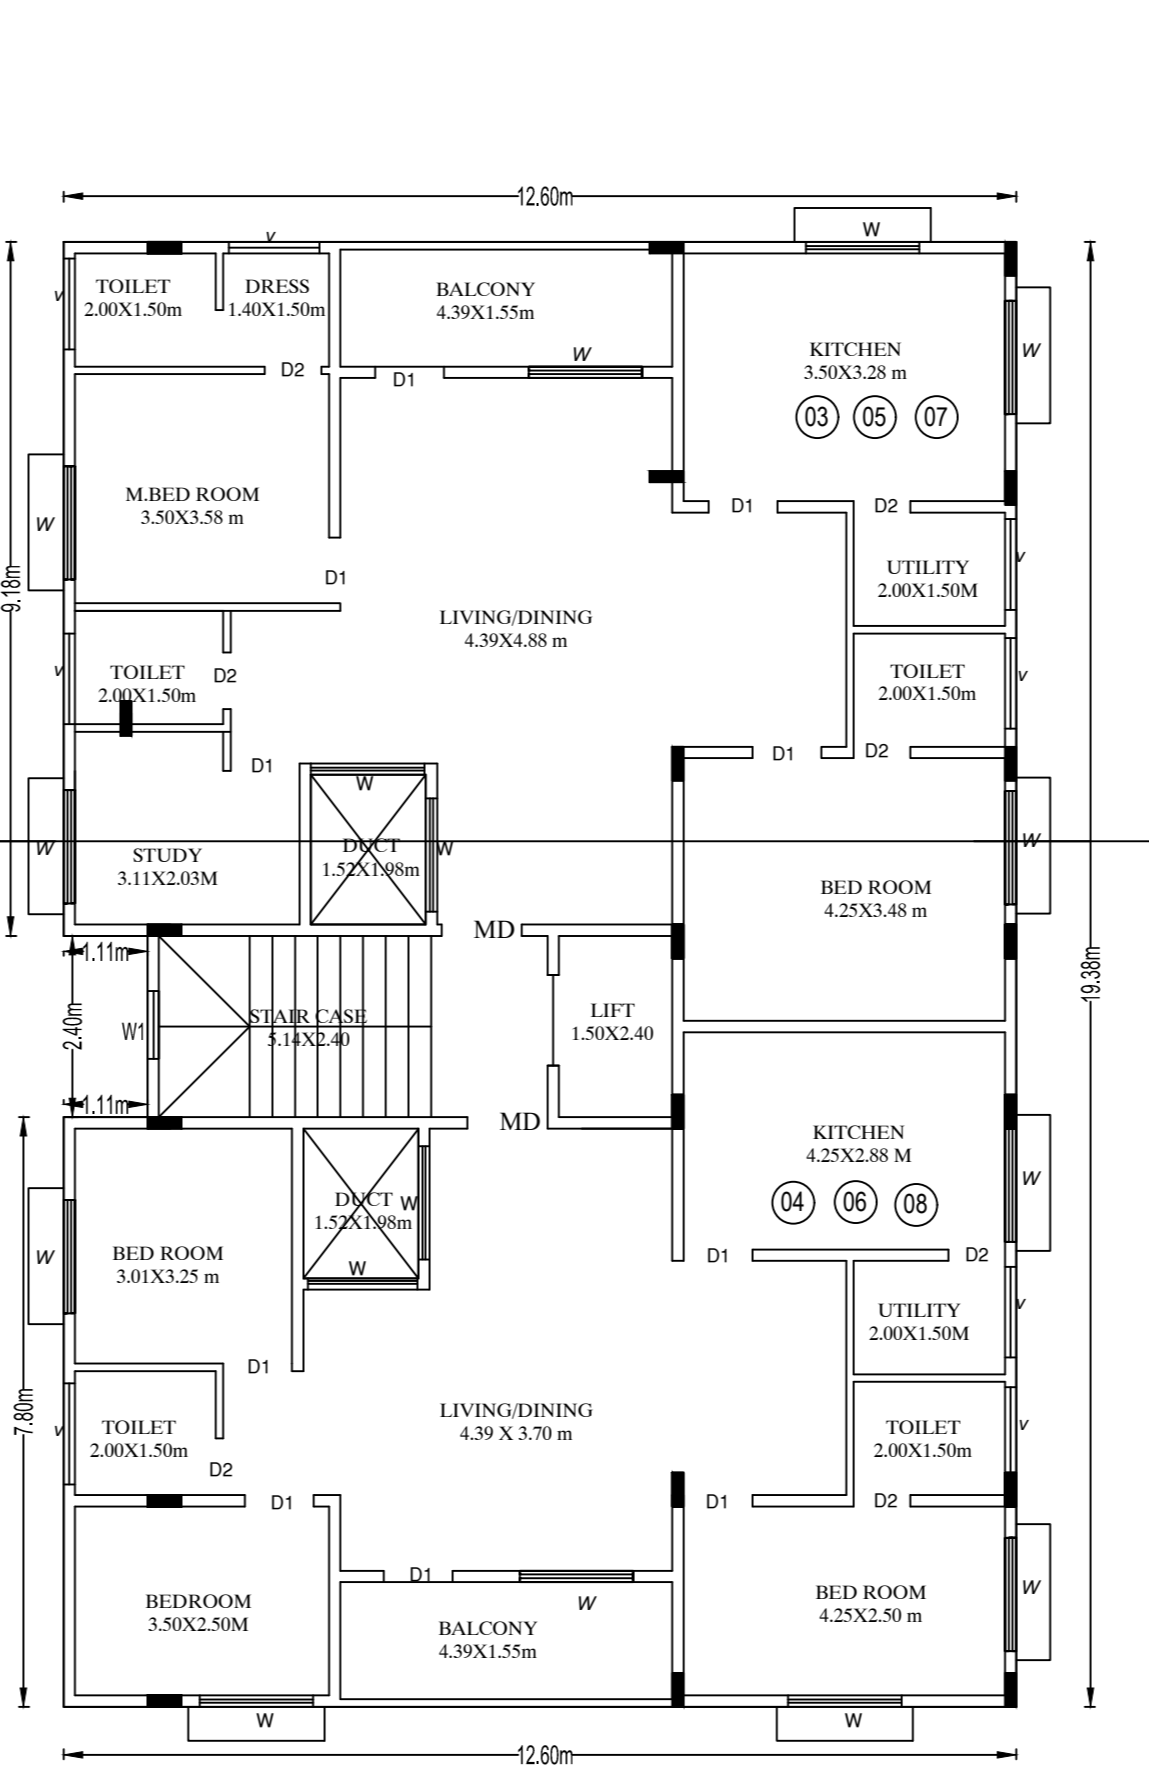 12.60m
W
v
TOILET
2.00X1.50m
DRESS
1.40X1.50m
v
BALCONY
4.39X1.55m
W
D1
D2
KITCHEN
3.50X3.28 m
03 05 07
W
M.BED ROOM
3.50X3.58 m
W
D1
D1
D2
9.18m
UTILITY
2.00X1.50M
v
LIVING/DINING
4.39X4.88 m
TOILET
2.00X1.50m
v
D2
TOILET
2.00X1.50m
v
D1
D1
D2
W
DUCT
1.52X1.98m
W
STUDY
3.11X2.03M
W
BED ROOM
4.25X3.48 m
W
MD
1.11m
2.40m
W1
STAIR CASE
5.14X2.40
LIFT
1.50X2.40
19.38m
1.11m
MD
KITCHEN
4.25X2.88 M
04 06 08
W
DUCT
1.52X1.98m
W
W
BED ROOM
3.01X3.25 m
W
D1
D2
UTILITY
2.00X1.50M
v
D1
7.80m
LIVING/DINING
4.39 X 3.70 m
TOILET
2.00X1.50m
v
TOILET
2.00X1.50m
v
D2
D1
D1
D2
D1
W
BEDROOM
3.50X2.50M
BALCONY
4.39X1.55m
BED ROOM
4.25X2.50 m
W
W
W
12.60m